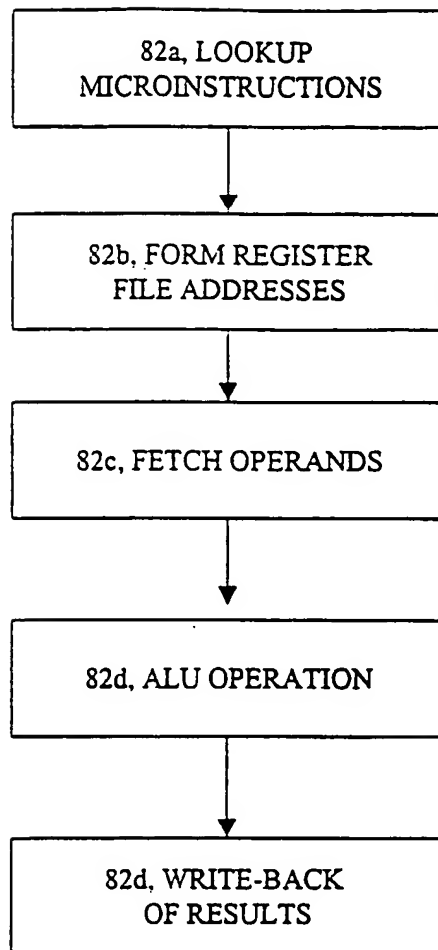 82a, LOOKUP
MICROINSTRUCTIONS
82b, FORM REGISTER
FILE ADDRESSES
82c, FETCH OPERANDS
82d, ALU OPERATION
82d, WRITE-BACK
OF RESULTS